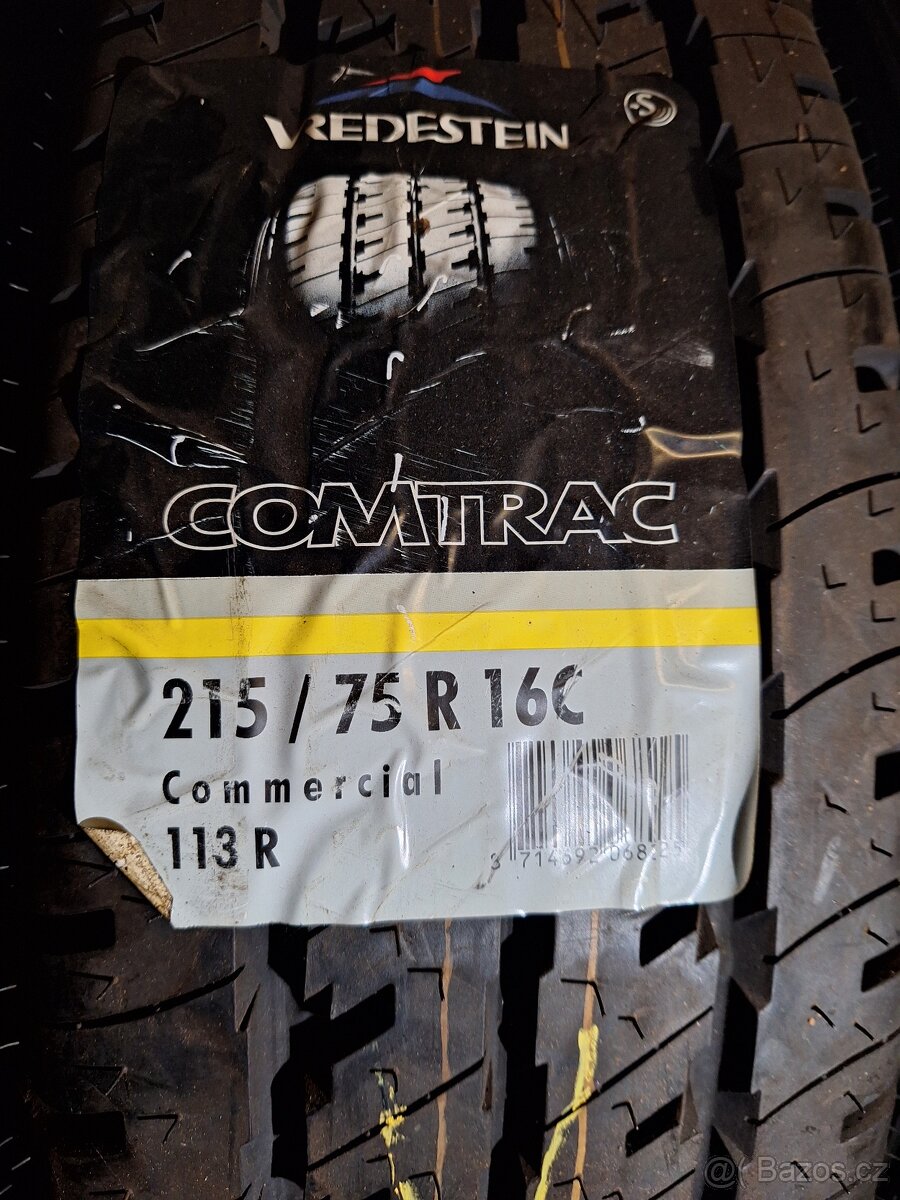 VREDESTEIN
S
COMTRAC
215 / 75 R 16C
Commercial
113 R
@ Bazos.cz